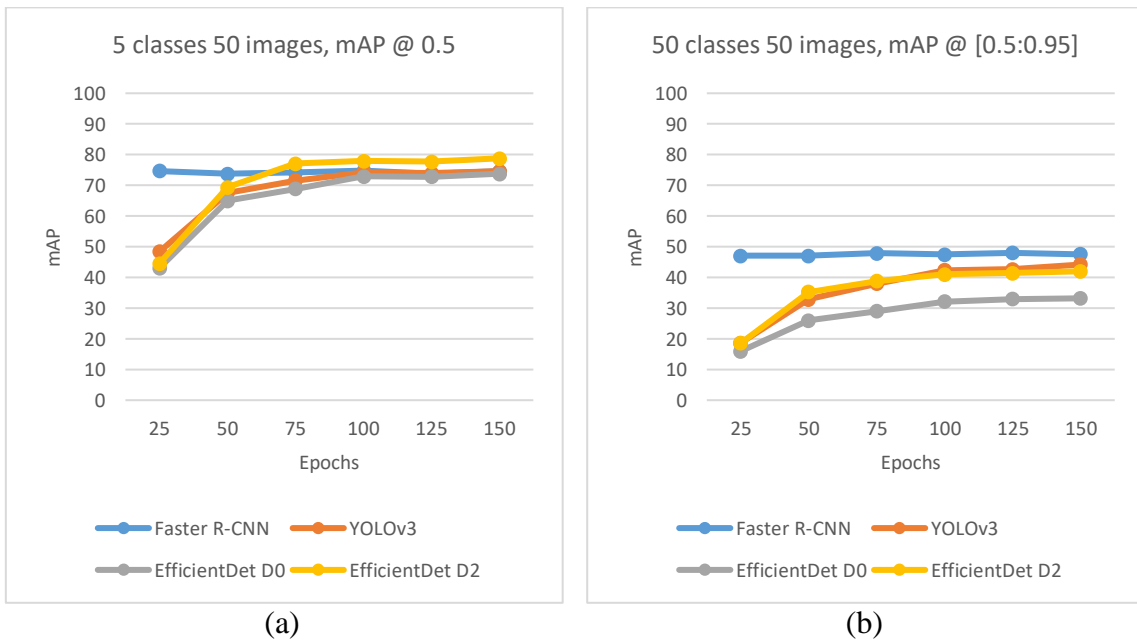 5 classes 50 images, mAP @ 0.5
100
90
80
70
60
50
40
30
20
10
0
mAP
25 50 75 100 125 150
Epochs
Faster R-CNN YOLOv3
EfficientDet D0 EfficientDet D2
(a)
50 classes 50 images, mAP @ [0.5:0.95]
100
90
80
70
60
50
40
30
20
10
0
mAP
25 50 75 100 125 150
Epochs
Faster R-CNN YOLOv3
EfficientDet D0 EfficientDet D2
(b)